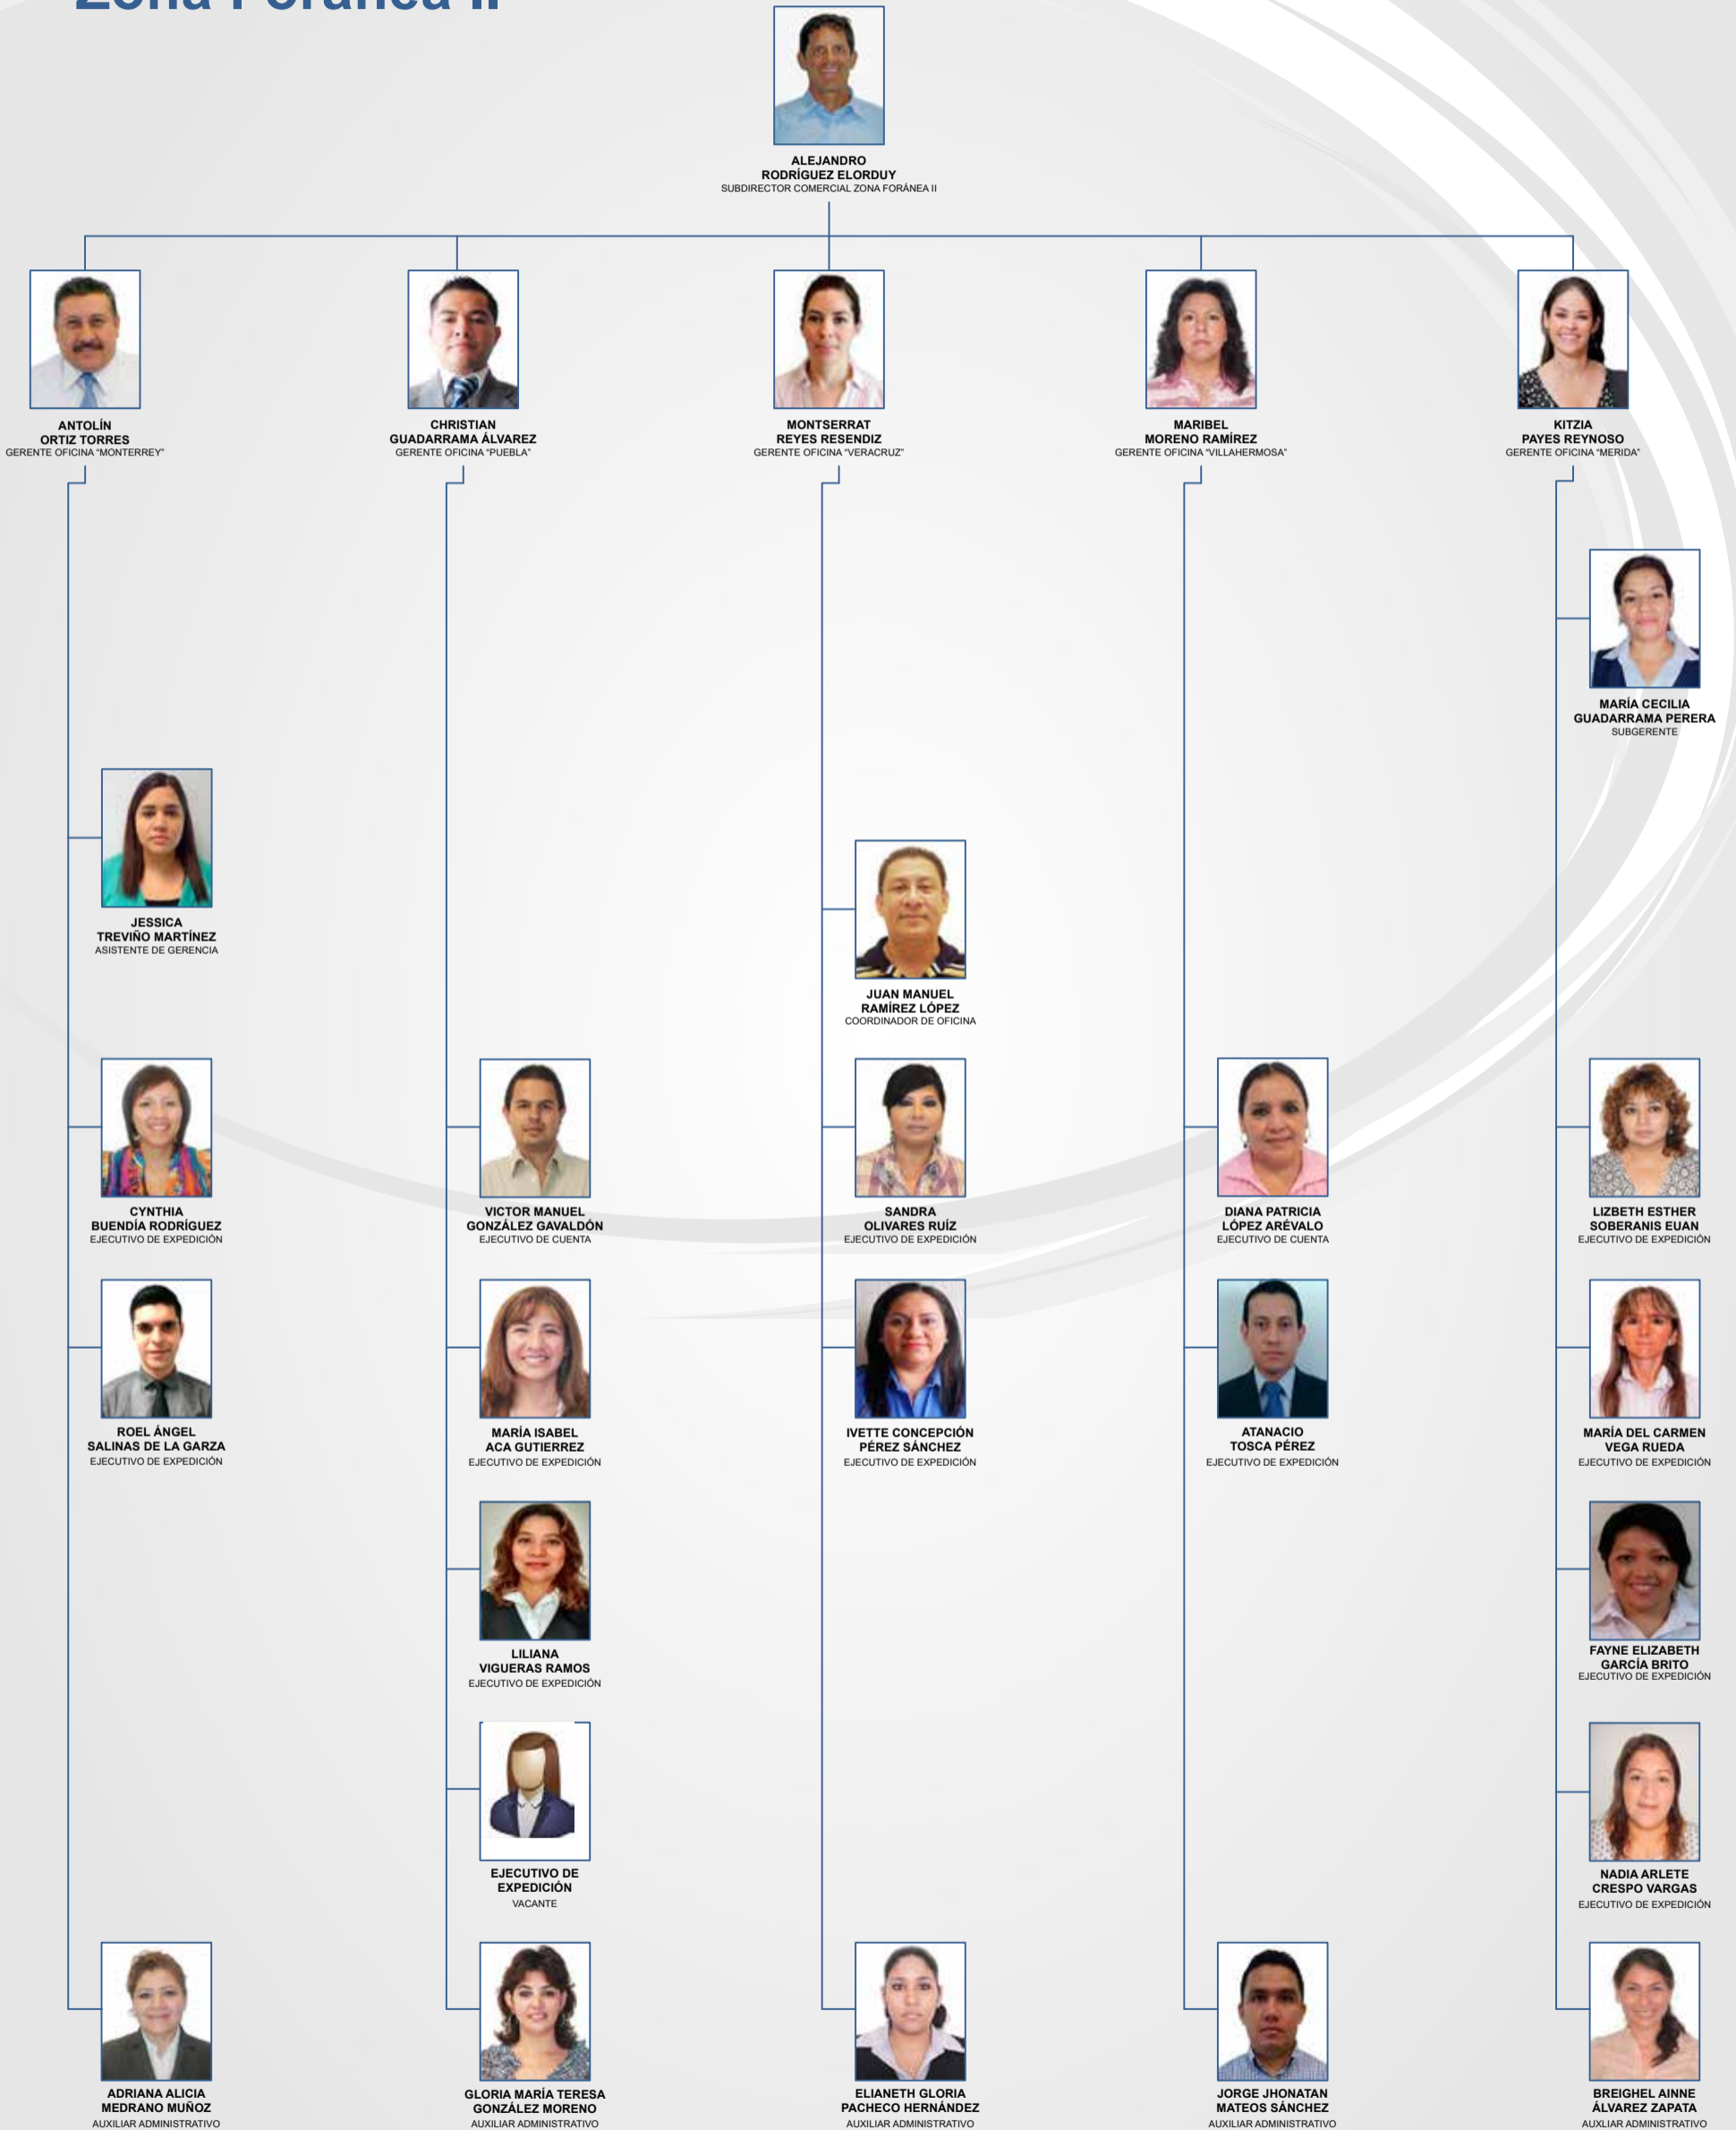 Zona Foránea II
ALEJANDRO
RODRÍGUEZ ELORDUY
SUBDIRECTOR COMERCIAL ZONA FORÁNEA II
ANTOLÍN
ORTIZ TORRES
GERENTE OFICINA “MONTERREY”
CHRISTIAN
GUADARRAMA ÁLVAREZ
GERENTE OFICINA “PUEBLA”
MONTSERRAT
REYES RESENDIZ
GERENTE OFICINA “VERACRUZ”
MARIBEL
MORENO RAMÍREZ
GERENTE OFICINA “VILLAHERMOSA”
KITZIA
PAYES REYNOSO
GERENTE OFICINA “MERIDA”
MARÍA CECILIA
GUADARRAMA PERERA
SUBGERENTE
JESSICA
TREVIÑO MARTÍNEZ
ASISTENTE DE GERENCIA
JUAN MANUEL
RAMÍREZ LÓPEZ
COORDINADOR DE OFICINA
CYNTHIA
BUENDÍA RODRÍGUEZ
EJECUTIVO DE EXPEDICIÓN
VICTOR MANUEL
GONZÁLEZ GAVALDÓN
EJECUTIVO DE CUENTA
SANDRA
OLIVARES RUÍZ
EJECUTIVO DE EXPEDICIÓN
DIANA PATRICIA
LÓPEZ ARÉVALO
EJECUTIVO DE CUENTA
LIZBETH ESTHER
SOBERANIS EUAN
EJECUTIVO DE EXPEDICIÓN
ROEL ÁNGEL
SALINAS DE LA GARZA
EJECUTIVO DE EXPEDICIÓN
MARÍA ISABEL
ACA GUTIERREZ
EJECUTIVO DE EXPEDICIÓN
IVETTE CONCEPCIÓN
PÉREZ SÁNCHEZ
EJECUTIVO DE EXPEDICIÓN
ATANACIO
TOSCA PÉREZ
EJECUTIVO DE EXPEDICIÓN
MARÍA DEL CARMEN
VEGA RUEDA
EJECUTIVO DE EXPEDICIÓN
LILIANA
VIGUERAS RAMOS
EJECUTIVO DE EXPEDICIÓN
FAYNE ELIZABETH
GARCÍA BRITO
EJECUTIVO DE EXPEDICIÓN
EJECUTIVO DE
EXPEDICIÓN
VACANTE
NADIA ARLETE
CRESPO VARGAS
EJECUTIVO DE EXPEDICIÓN
ADRIANA ALICIA
MEDRANO MUÑOZ
AUXILIAR ADMINISTRATIVO
GLORIA MARÍA TERESA
GONZÁLEZ MORENO
AUXILIAR ADMINISTRATIVO
ELIANETH GLORIA
PACHECO HERNÁNDEZ
AUXILIAR ADMINISTRATIVO
JORGE JHONATAN
MATEOS SÁNCHEZ
AUXILIAR ADMINISTRATIVO
BREIGHEL AINNE
ÁLVAREZ ZAPATA
AUXLIAR ADMINISTRATIVO